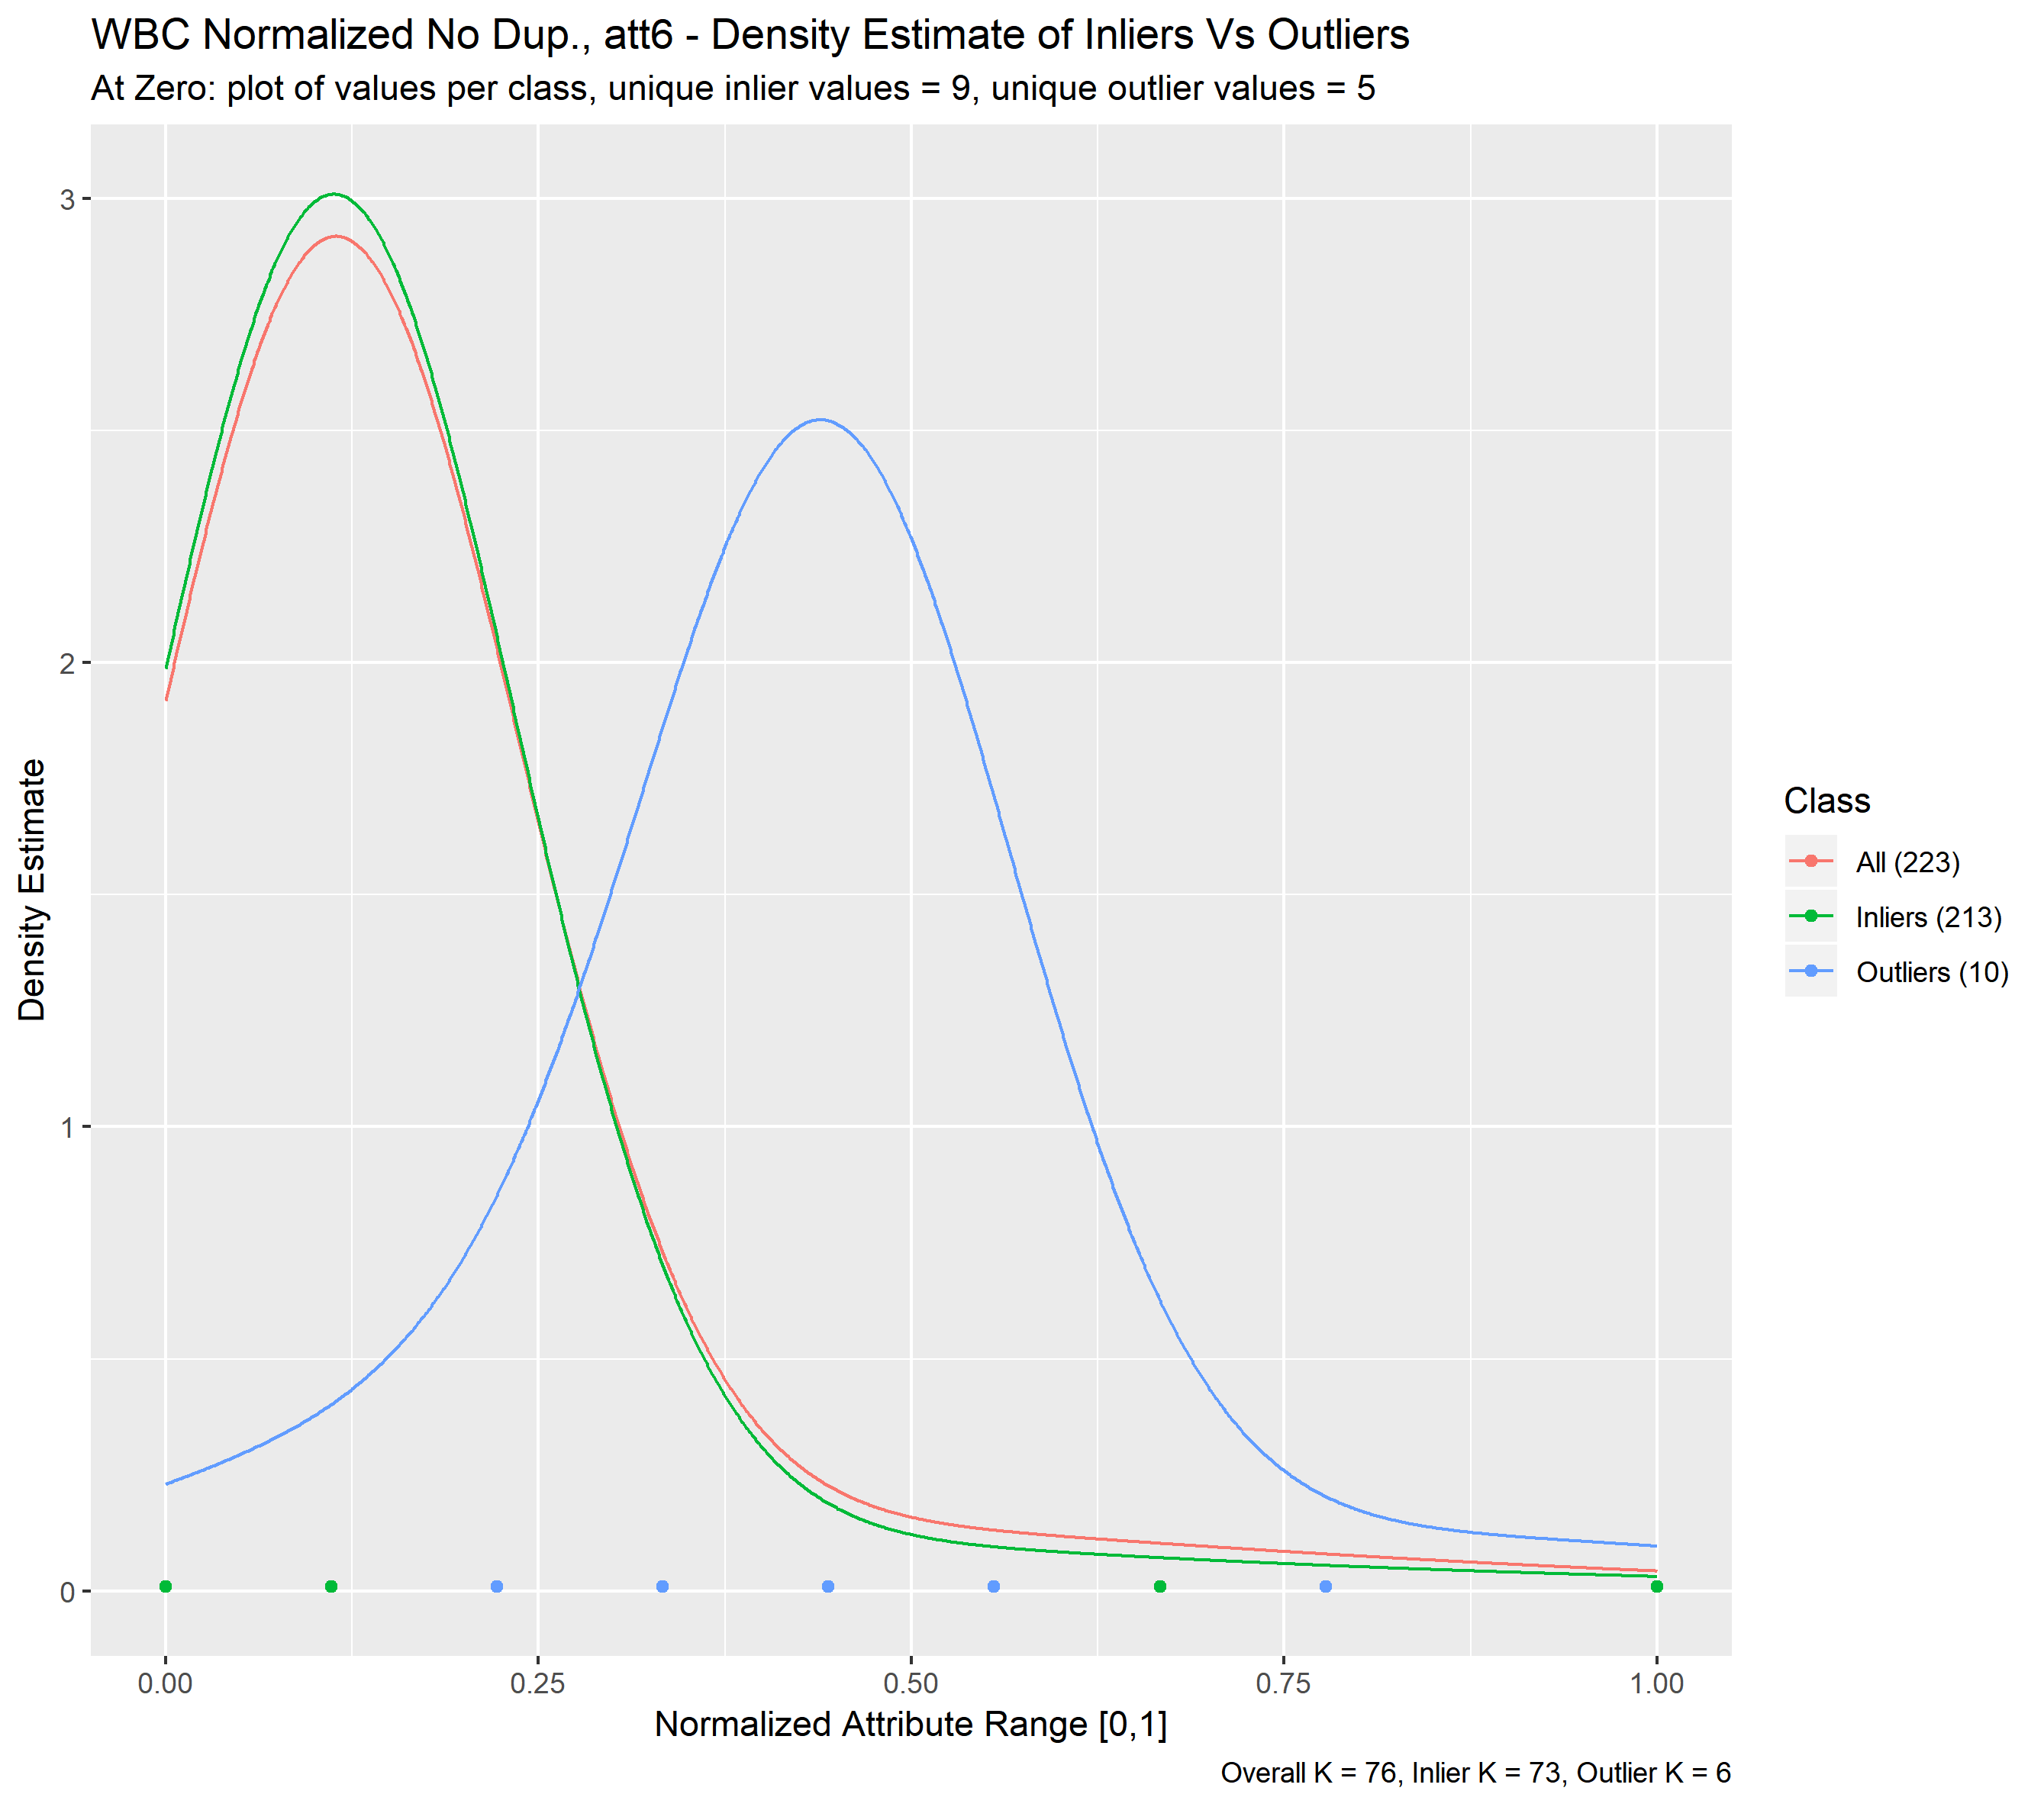 WBC Normalized No Dup., att6 - Density Estimate of Inliers Vs Outliers
At Zero: plot of values per class, unique inlier values = 9, unique outlier values = 5
3
2
1
0
Density Estimate
0.00 0.25 0.50 0.75 1.00
Normalized Attribute Range [0,1]
Class
All (223)
Inliers (213)
Outliers (10)
Overall K = 76, Inlier K = 73, Outlier K = 6